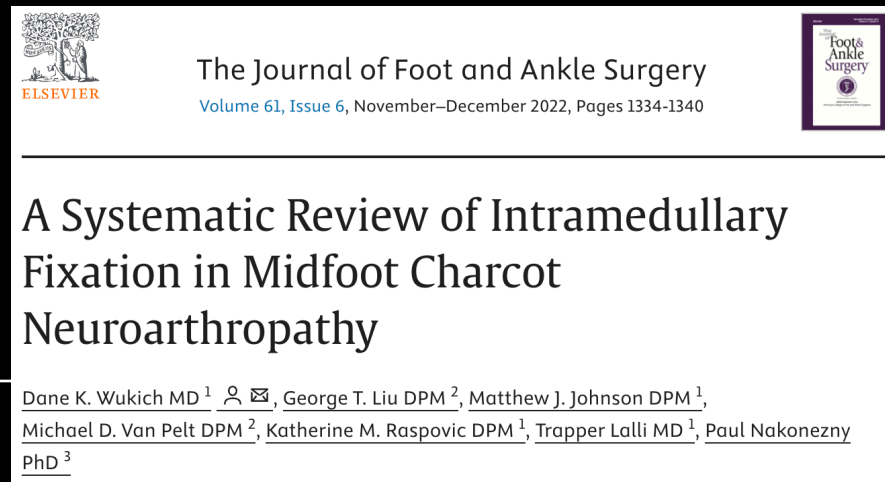 ELSEVIER
The Journal of Foot and Ankle Surgery
Volume 61, Issue 6, November–December 2022, Pages 1334-1340
The Journal of
Foot&
Ankle
Surgery
A Systematic Review of Intramedullary
Fixation in Midfoot Charcot
Neuroarthropathy
Dane K. Wukich MD 1, George T. Liu DPM 2, Matthew J. Johnson DPM 1,
Michael D. Van Pelt DPM 2, Katherine M. Raspovic DPM 1, Trapper Lalli MD 1, Paul Nakonezny
PhD 3